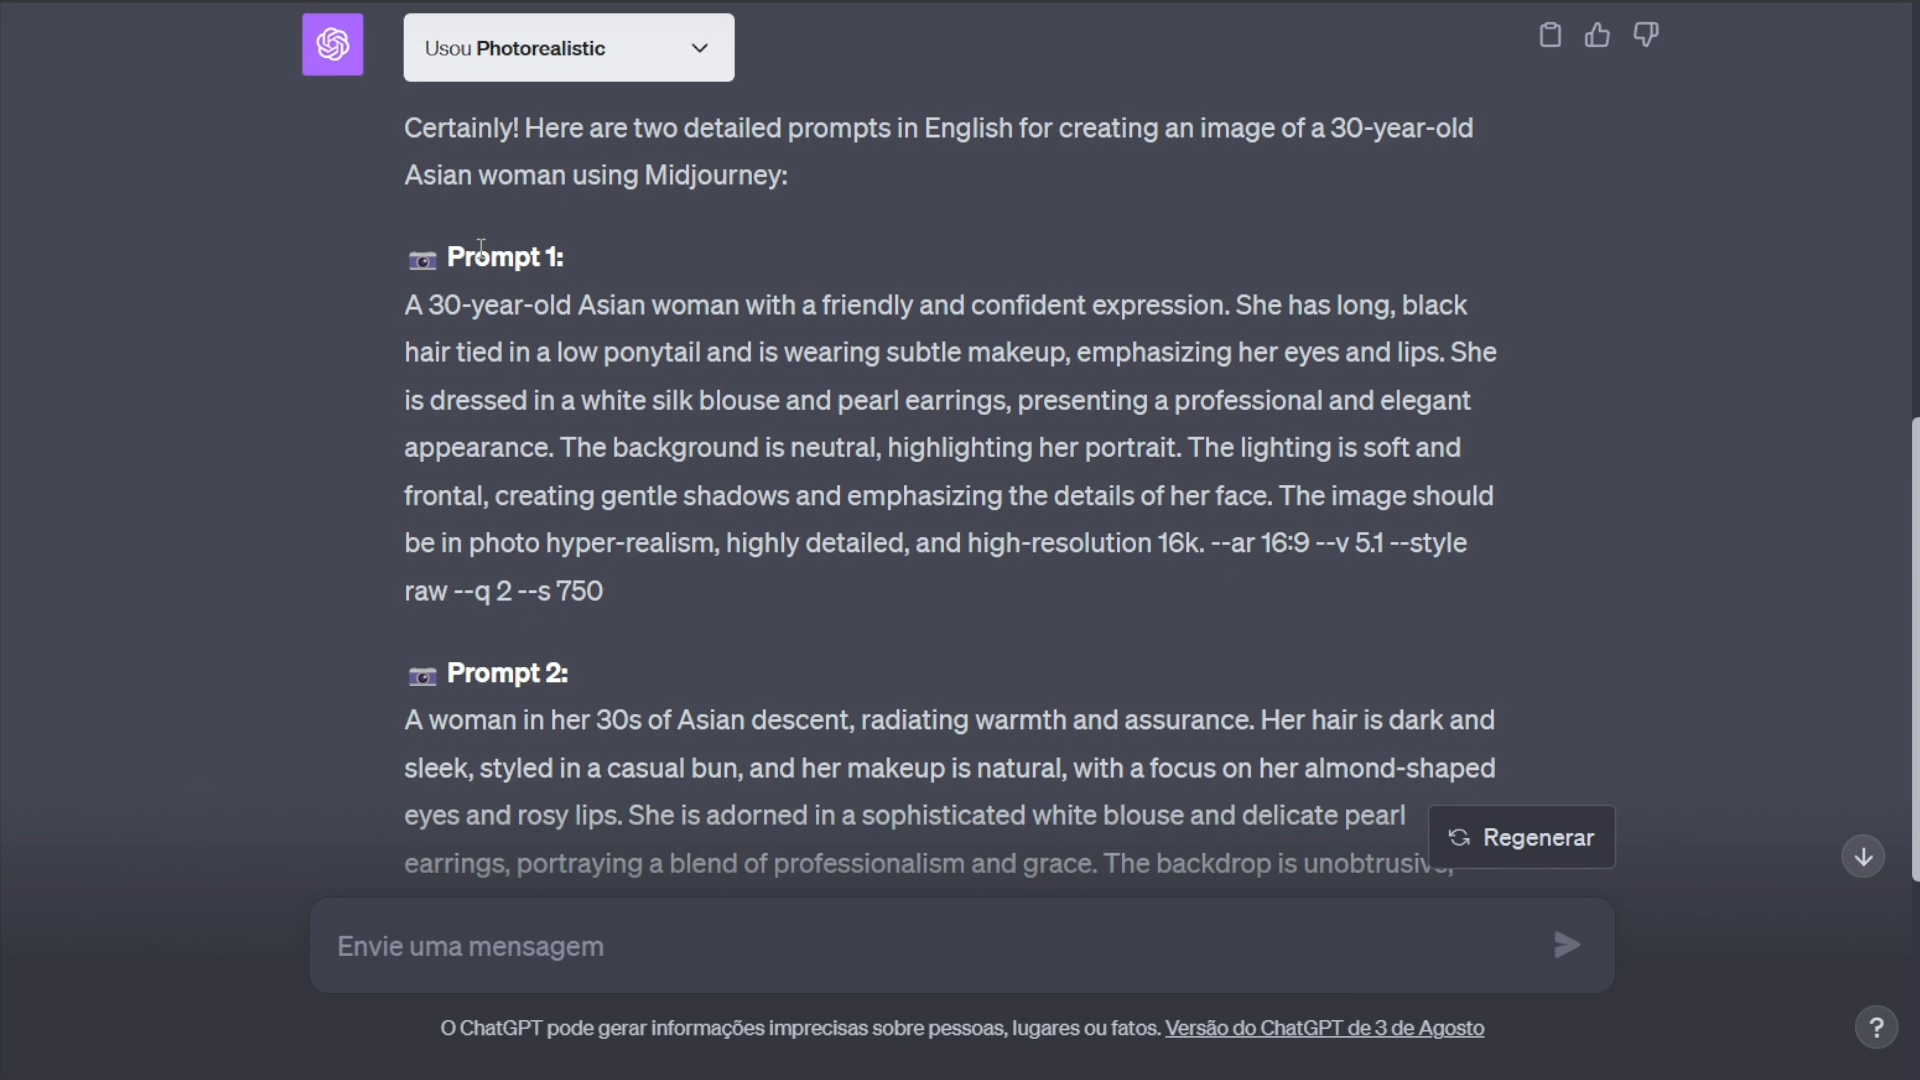 Usou Photorealistic
Certainly! Here are two detailed prompts in English for creating an image of a 30-year-old
Asian woman using Midjourney:
Prompt 1:
A 30-year-old Asian woman with a friendly and confident expression. She has long, black
hair tied in a low ponytail and is wearing subtle makeup, emphasizing her eyes and lips. She
is dressed in a white silk blouse and pearl earrings, presenting a professional and elegant
appearance. The background is neutral, highlighting her portrait. The lighting is soft and
frontal, creating gentle shadows and emphasizing the details of her face. The image should
be in photo hyper-realism, highly detailed, and high-resolution 16k. --ar 16:9 --v 5.1 --style
raw --q 2 --s 750
Prompt 2:
A woman in her 30s of Asian descent, radiating warmth and assurance. Her hair is dark and
sleek, styled in a casual bun, and her makeup is natural, with a focus on her almond-shaped
eyes and rosy lips. She is adorned in a sophisticated white blouse and delicate pearl
earrings, portraying a blend of professionalism and grace. The backdrop is unobtrusive,
Regenerar
Envie uma mensagem
O ChatGPT pode gerar informações imprecisas sobre pessoas, lugares ou fatos. Versão do ChatGPT de 3 de Agosto
?